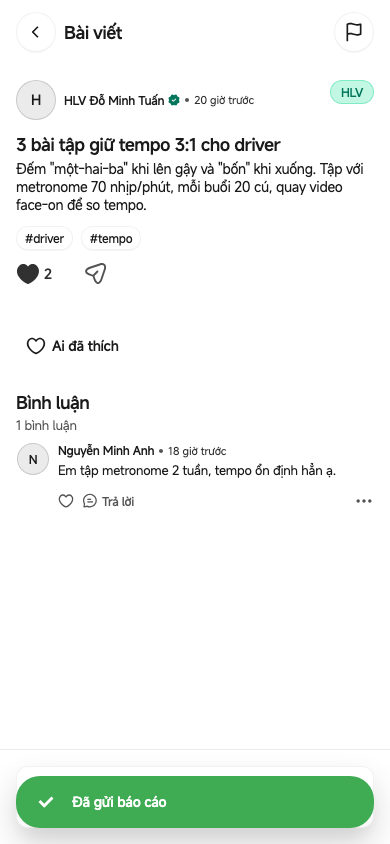 Bài viết
H
HLV Đỗ Minh Tuấn • 20 giờ trước
HLV
3 bài tập giữ tempo 3:1 cho driver
Đếm "một-hai-ba" khi lên gậy và "bốn" khi xuống. Tập với
metronome 70 nhịp/phút, mỗi buổi 20 cú, quay video
face-on để so tempo.
#driver #tempo
2
Ai đã thích
Bình luận
1 bình luận
N
Nguyễn Minh Anh • 18 giờ trước
Em tập metronome 2 tuần, tempo ổn định hẳn ạ.
Trả lời
Đã gửi báo cáo